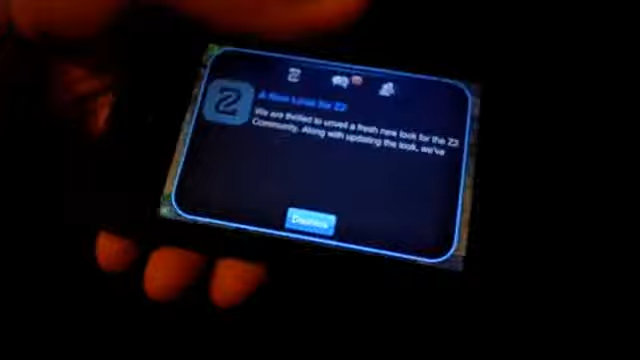 Z
A New Look for Z2
We are thrilled to unveil a fresh new look for the Z2
Community. Along with updating the look, we've
Dismiss